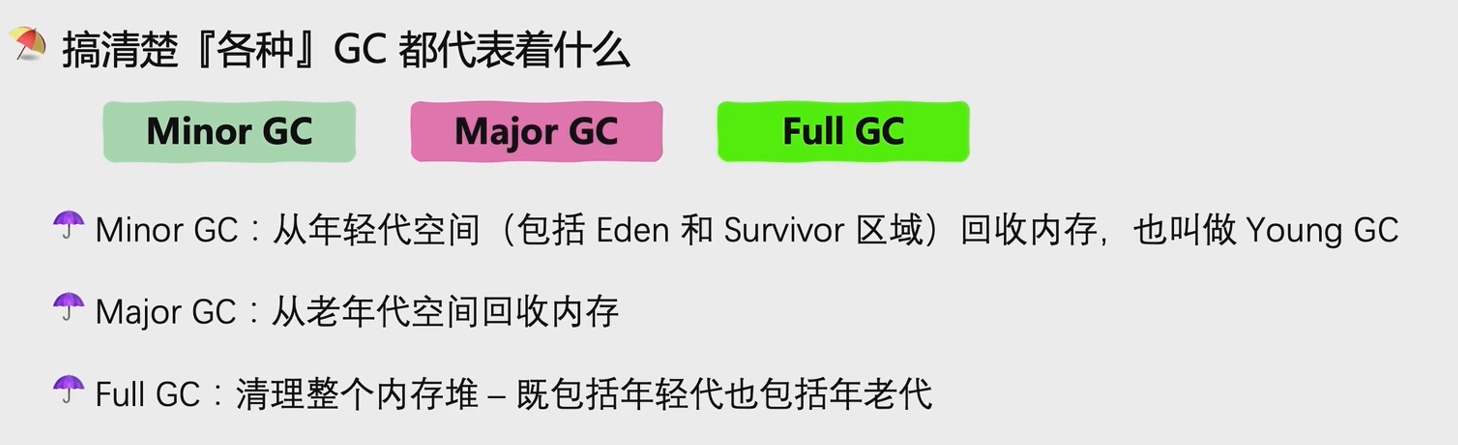 搞清楚『各种』GC 都代表着什么
Minor GC Major GC Full GC
Minor GC：从年轻代空间（包括 Eden 和 Survivor 区域）回收内存，也叫做 Young GC
Major GC：从老年代空间回收内存
Full GC：清理整个内存堆 – 既包括年轻代也包括年老代